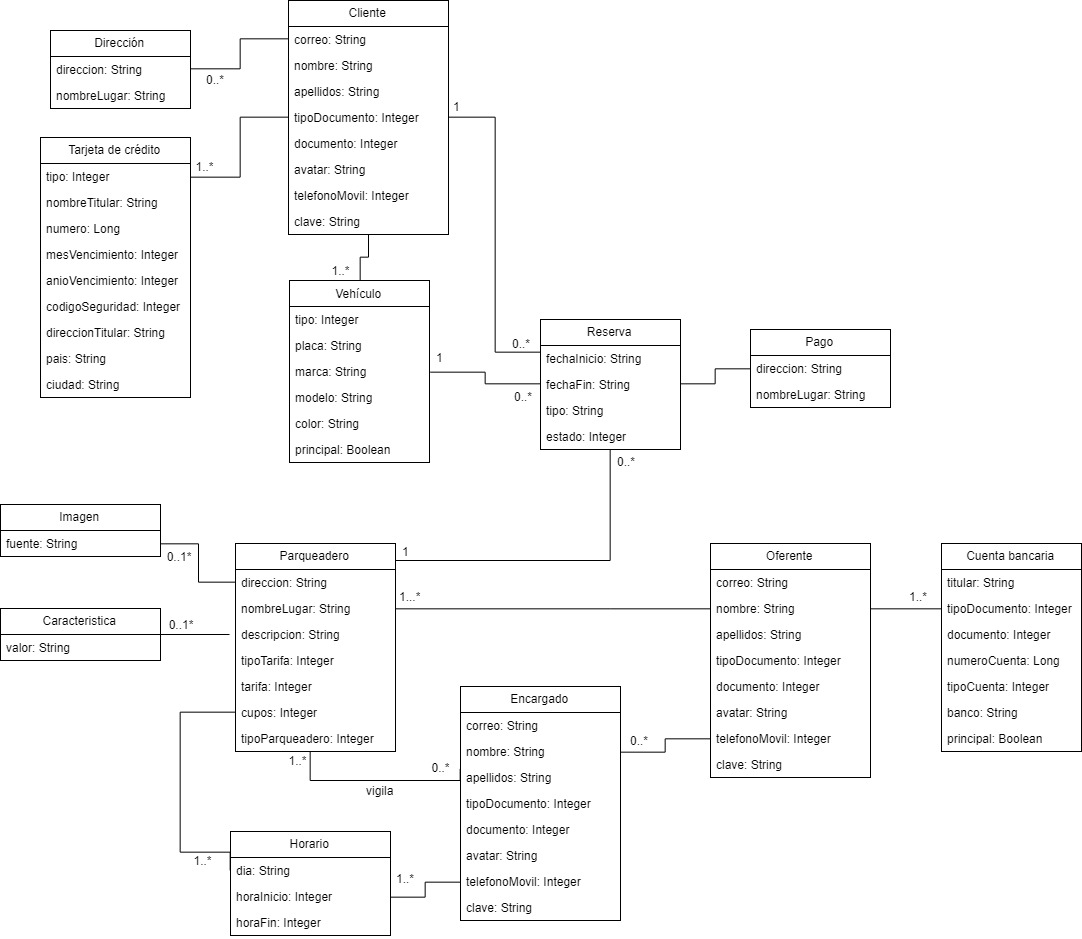 Cliente
correo: String
nombre: String
apellidos: String
tipoDocumento: Integer
documento: Integer
avatar: String
telefonoMovil: Integer
clave: String
Dirección
direccion: String
nombreLugar: String
0..*
Tarjeta de crédito
tipo: Integer
nombreTitular: String
numero: Long
mesVencimiento: Integer
anioVencimiento: Integer
codigoSeguridad: Integer
direccionTitular: String
pais: String
ciudad: String
1..*
1
1..*
Vehículo
tipo: Integer
placa: String
marca: String
modelo: String
color: String
principal: Boolean
1
0..*
0..*
Reserva
fechaInicio: String
fechaFin: String
tipo: String
estado: Integer
0..*
Pago
direccion: String
nombreLugar: String
Imagen
fuente: String
0..1*
Caracteristica
valor: String
0..1*
Parqueadero
direccion: String
nombreLugar: String
descripcion: String
tipoTarifa: Integer
tarifa: Integer
cupos: Integer
tipoParqueadero: Integer
1
1...*
1..*
0..*
vigila
Oferente
correo: String
nombre: String
apellidos: String
tipoDocumento: Integer
documento: Integer
avatar: String
telefonoMovil: Integer
clave: String
1..*
Cuenta bancaria
titular: String
tipoDocumento: Integer
documento: Integer
numeroCuenta: Long
tipoCuenta: Integer
banco: String
principal: Boolean
Encargado
correo: String
nombre: String
apellidos: String
tipoDocumento: Integer
documento: Integer
avatar: String
telefonoMovil: Integer
clave: String
0..*
1..*
Horario
dia: String
horaInicio: Integer
horaFin: Integer
1..*